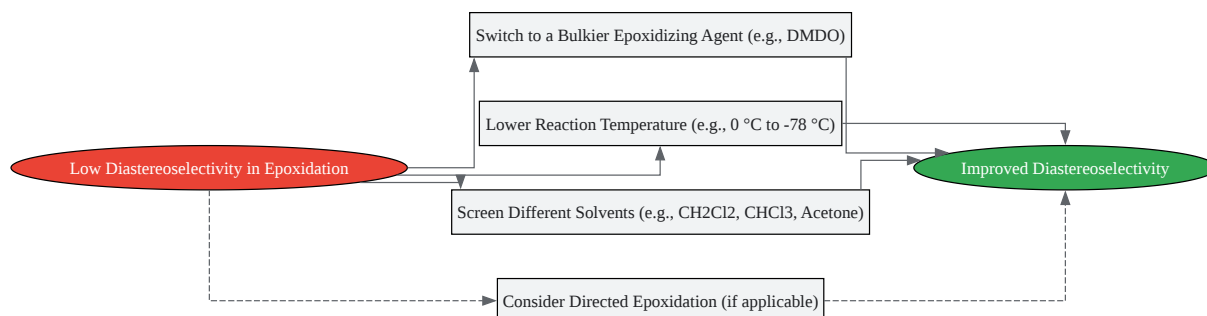 Switch to a Bulkier Epoxidizing Agent (e.g., DMDO)
Lower Reaction Temperature (e.g., 0 °C to -78 °C)
Low Diastereoselectivity in Epoxidation
Improved Diastereoselectivity
Screen Different Solvents (e.g., CH2Cl2, CHCl3, Acetone)
Consider Directed Epoxidation (if applicable)